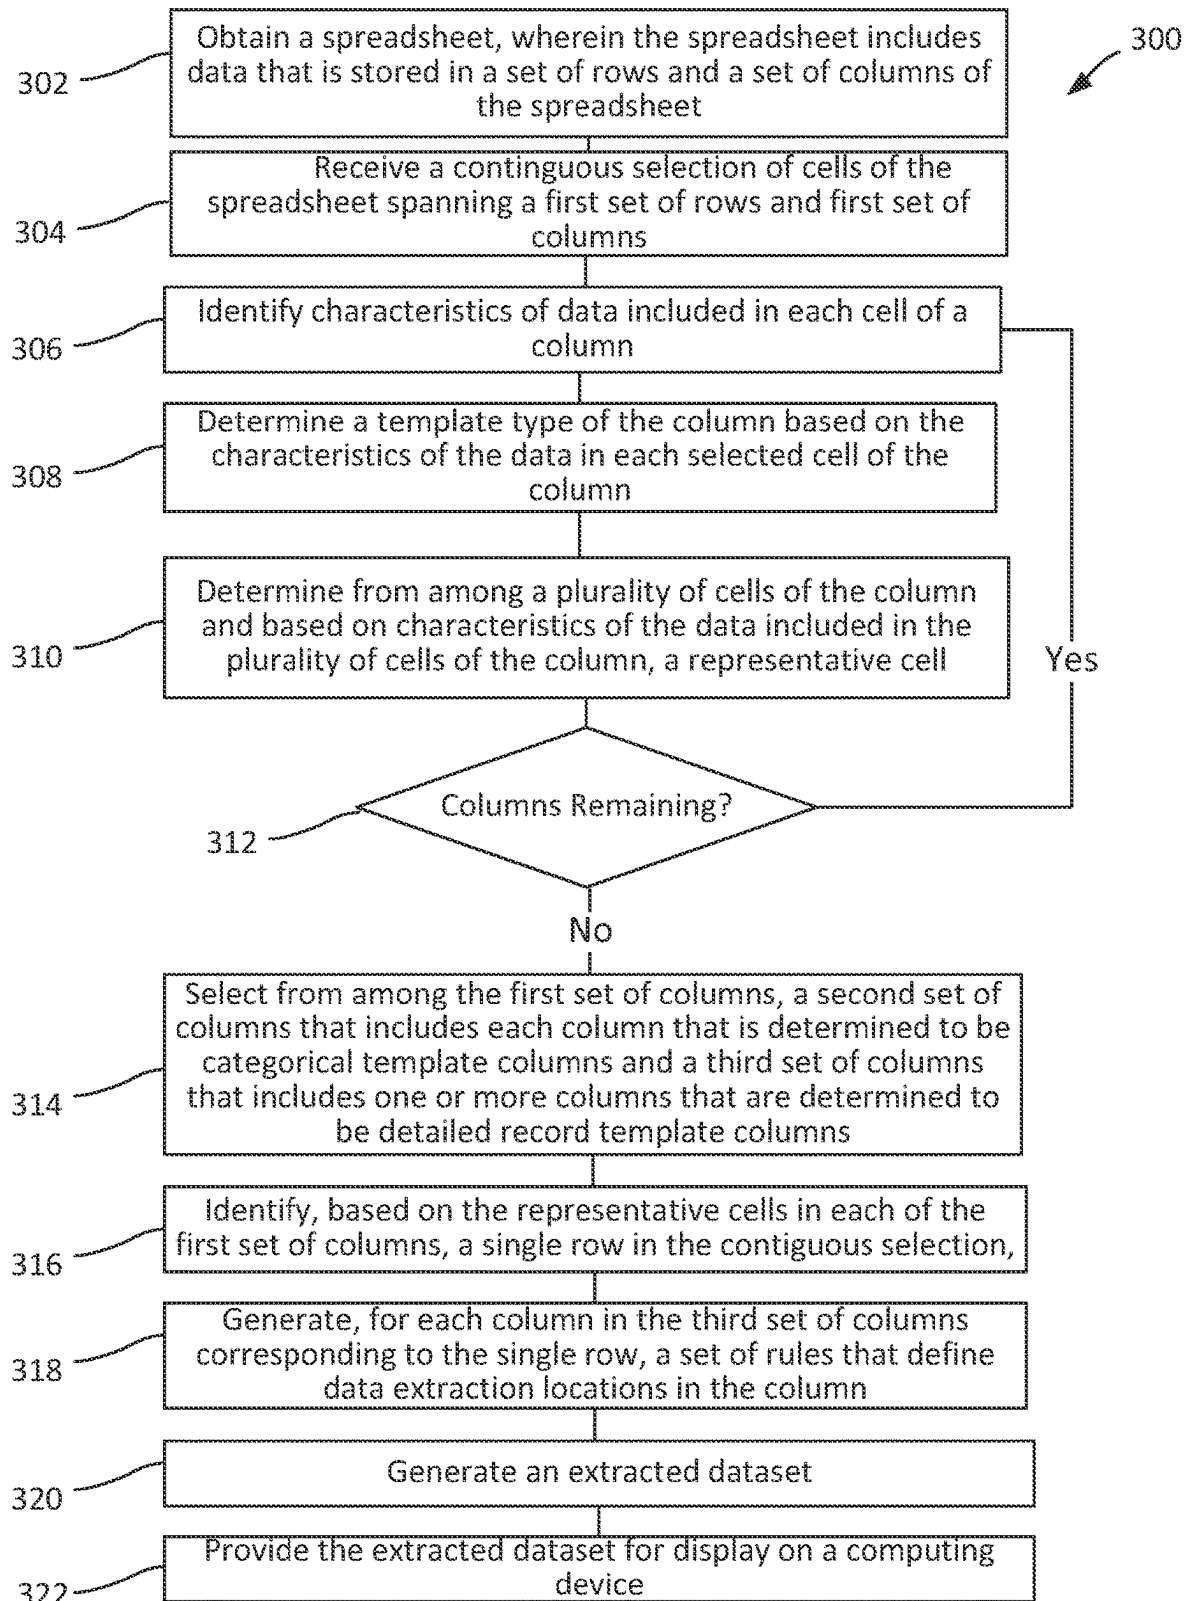 300
302
Obtain a spreadsheet, wherein the spreadsheet includes
data that is stored in a set of rows and a set of columns of
the spreadsheet
304
Receive a continguous selection of cells of the
spreadsheet spanning a first set of rows and first set of
columns
306
Identify characteristics of data included in each cell of a
column
308
Determine a template type of the column based on the
characteristics of the data in each selected cell of the
column
310
Determine from among a plurality of cells of the column
and based on characteristics of the data included in the
plurality of cells of the column, a representative cell
Yes
312
Columns Remaining?
No
314
Select from among the first set of columns, a second set of
columns that includes each column that is determined to be
categorical template columns and a third set of columns
that includes one or more columns that are determined to
be detailed record template columns
316
Identify, based on the representative cells in each of the
first set of columns, a single row in the contiguous selection,
318
Generate, for each column in the third set of columns
corresponding to the single row, a set of rules that define
data extraction locations in the column
320
Generate an extracted dataset
322
Provide the extracted dataset for display on a computing
device